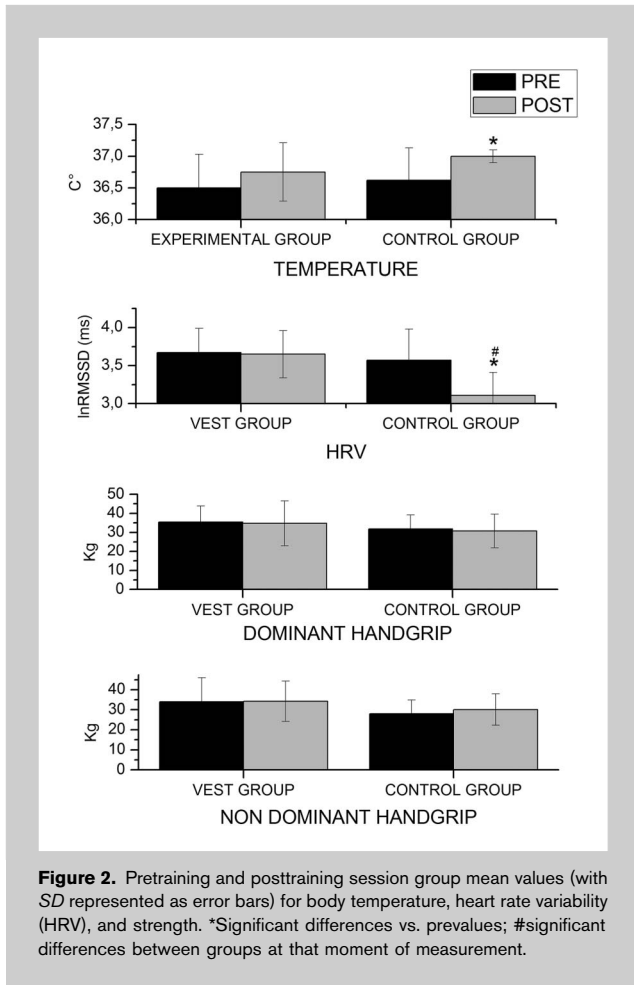 PRE
POST
37,5
37,0
36,5
36,0
C°
*
EXPERIMENTAL GROUP CONTROL GROUP
TEMPERATURE
4,0
3,5
3,0
lnRMSSD (ms)
#
*
VEST GROUP CONTROL GROUP
HRV
50
40
30
20
10
0
Kg
VEST GROUP CONTROL GROUP
DOMINANT HANDGRIP
40
30
20
10
0
Kg
VEST GROUP CONTROL GROUP
NON DOMINANT HANDGRIP
Figure 2. Pretraining and posttraining session group mean values (with
SD represented as error bars) for body temperature, heart rate variability
(HRV), and strength. *Significant differences vs. prevalues; #significant
differences between groups at that moment of measurement.